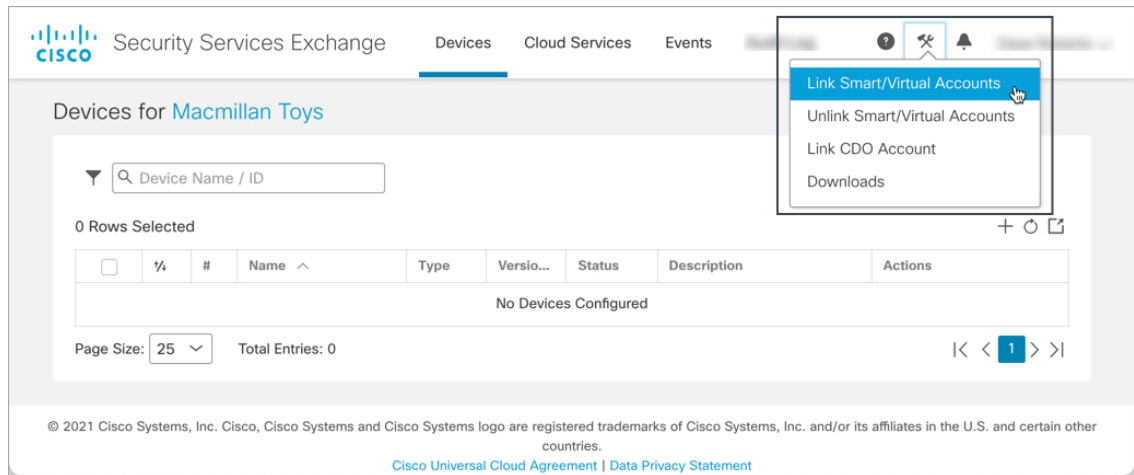 CISCO
Security Services Exchange
Devices
Cloud Services
Events
Link Smart/Virtual Accounts
Unlink Smart/Virtual Accounts
Link CDO Account
Downloads
Devices for Macmillan Toys
Device Name / ID
0 Rows Selected
# Name Type Versio... Status Description Actions
No Devices Configured
Page Size: 25 Total Entries: 0 1
© 2021 Cisco Systems, Inc. Cisco, Cisco Systems and Cisco Systems logo are registered trademarks of Cisco Systems, Inc. and/or its affiliates in the U.S. and certain other
countries.
Cisco Universal Cloud Agreement | Data Privacy Statement